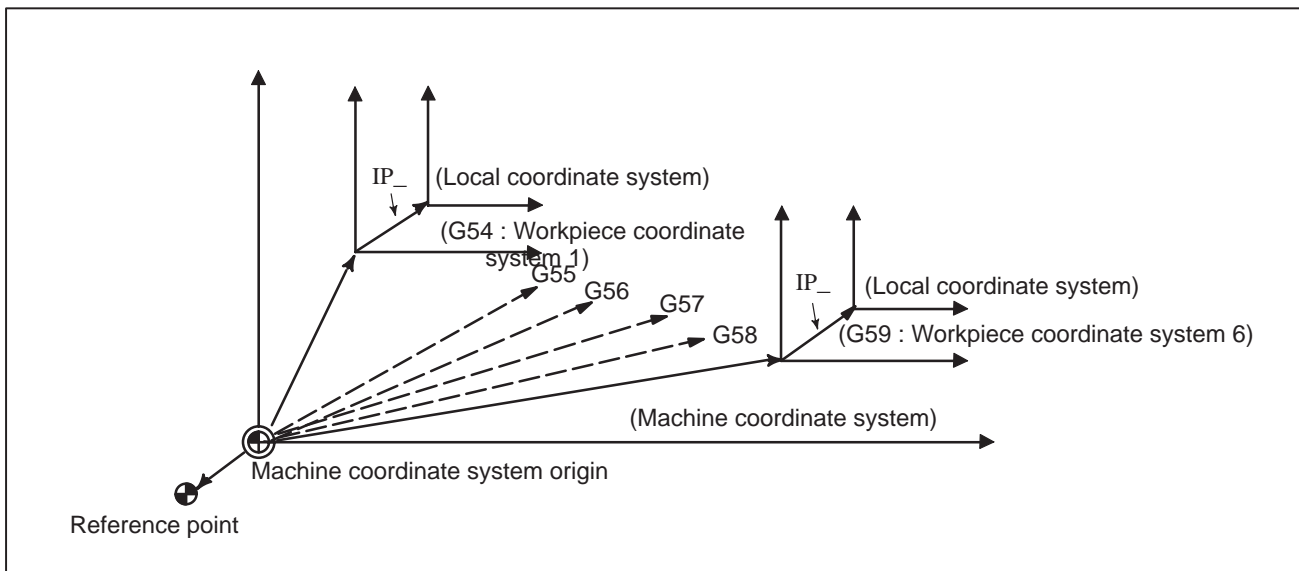 IP_
(Local coordinate system)
(G54 : Workpiece coordinate
system 1)
G55
G56
G57
G58
IP_
(Local coordinate system)
(G59 : Workpiece coordinate system 6)
(Machine coordinate system)
Machine coordinate system origin
Reference point